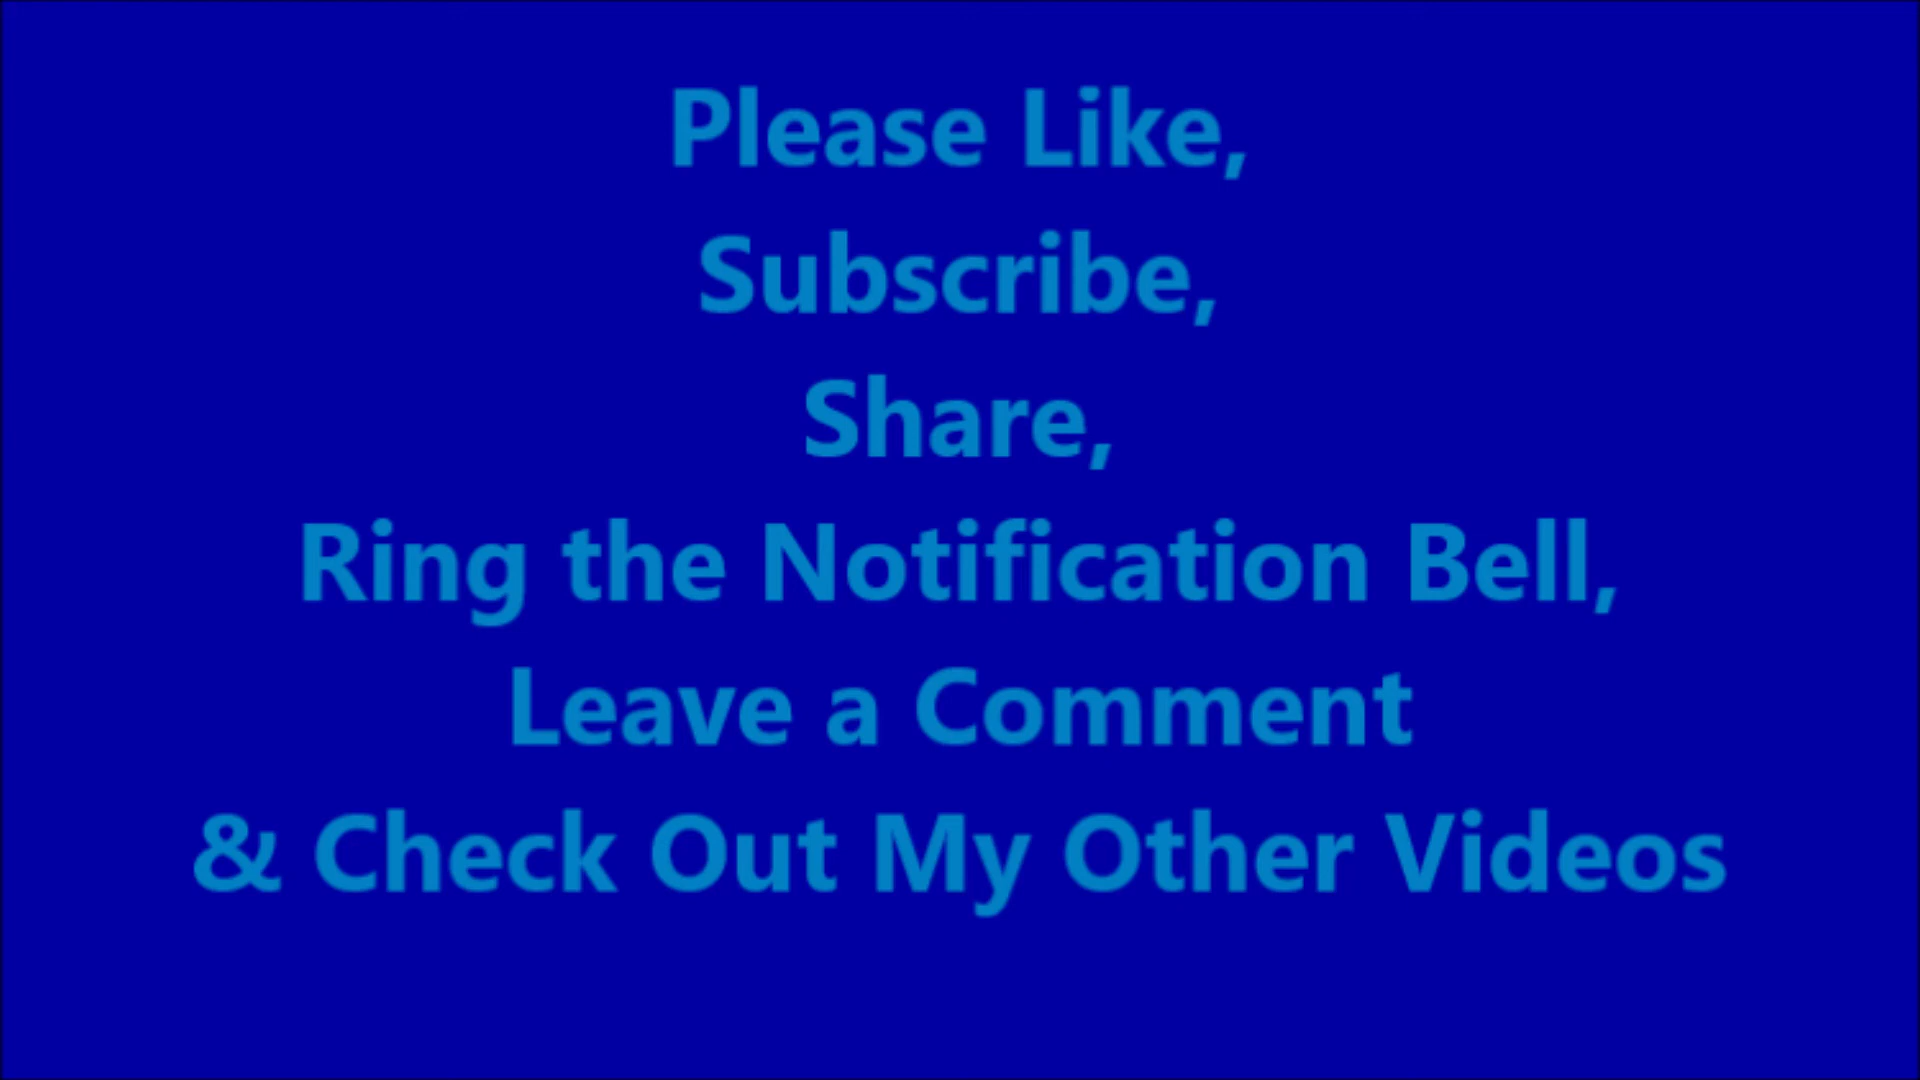 Please Like,
Subscribe,
Share,
Ring the Notification Bell,
Leave a Comment
& Check Out My Other Videos